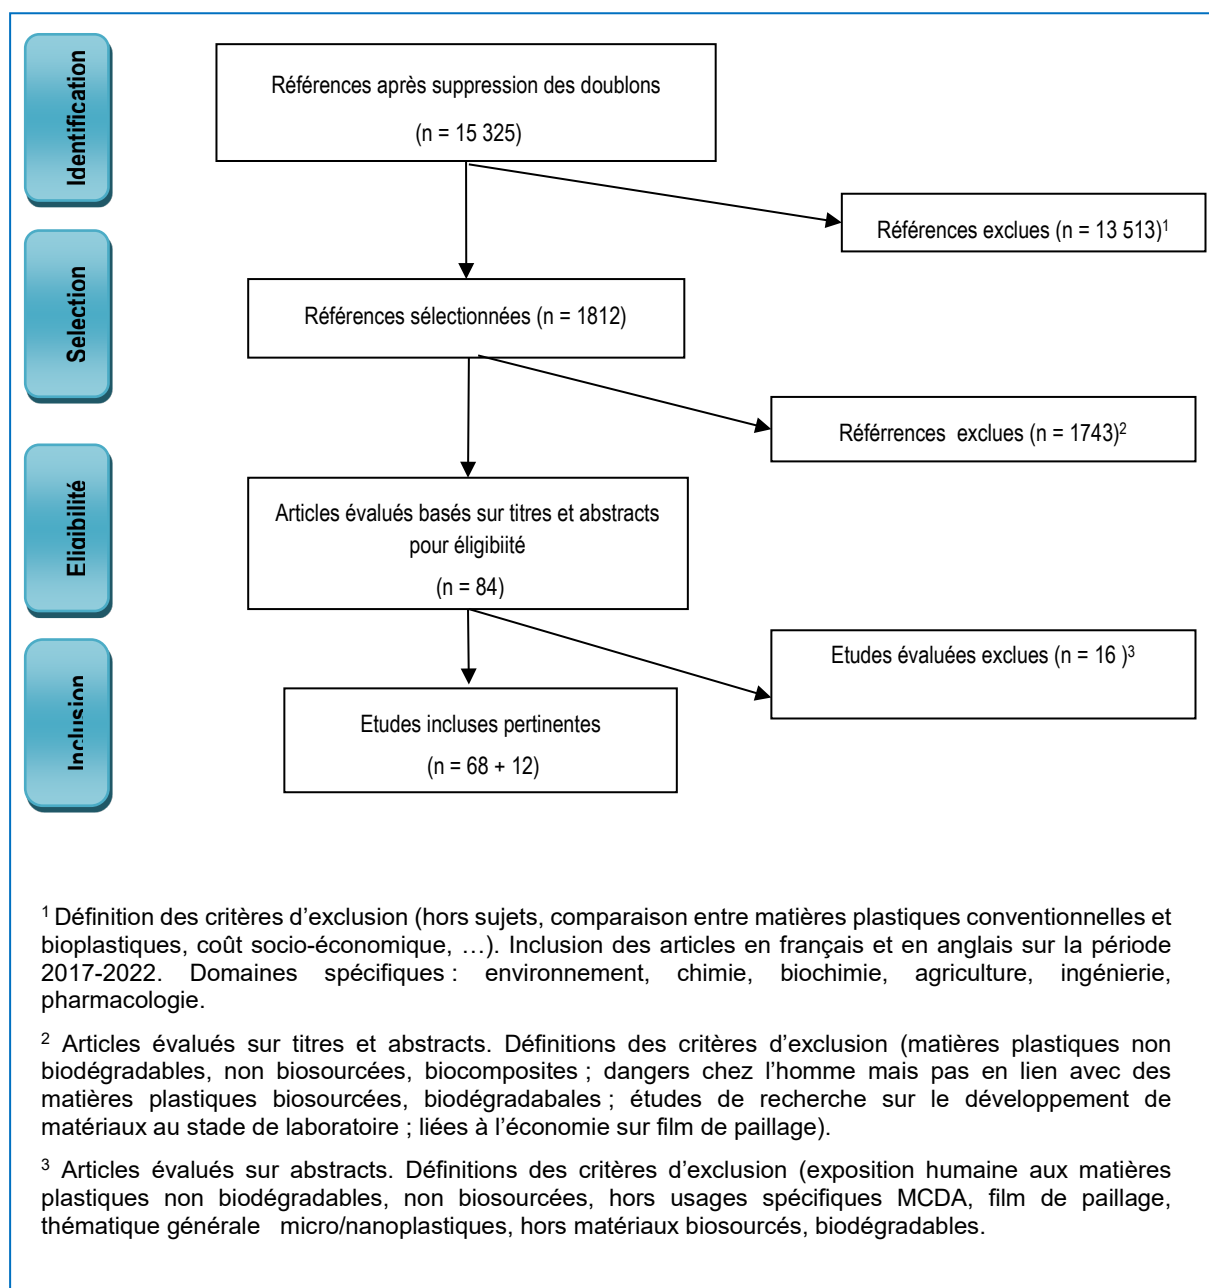 Identification
Références après suppression des doublons
(n = 15 325)
Références exclues (n = 13 513)1
Selection
Références sélectionnées (n = 1812)
Référrences exclues (n = 1743)2
Eligibilité
Articles évalués basés sur titres et abstracts
pour éligibiité
(n = 84)
Etudes évaluées exclues (n = 16 )3
Inclusion
Etudes incluses pertinentes
(n = 68 + 12)
1 Définition des critères d’exclusion (hors sujets, comparaison entre matières plastiques conventionnelles et
bioplastiques, coût socio-économique, …). Inclusion des articles en français et en anglais sur la période
2017-2022. Domaines spécifiques : environnement, chimie, biochimie, agriculture, ingénierie,
pharmacologie.
2 Articles évalués sur titres et abstracts. Définitions des critères d’exclusion (matières plastiques non
biodégradables, non biosourcées, biocomposites ; dangers chez l’homme mais pas en lien avec des
matières plastiques biosourcées, biodégradabales ; études de recherche sur le développement de
matériaux au stade de laboratoire ; liées à l’économie sur film de paillage).
3 Articles évalués sur abstracts. Définitions des critères d’exclusion (exposition humaine aux matières
plastiques non biodégradables, non biosourcées, hors usages spécifiques MCDA, film de paillage,
thématique générale micro/nanoplastiques, hors matériaux biosourcés, biodégradables.